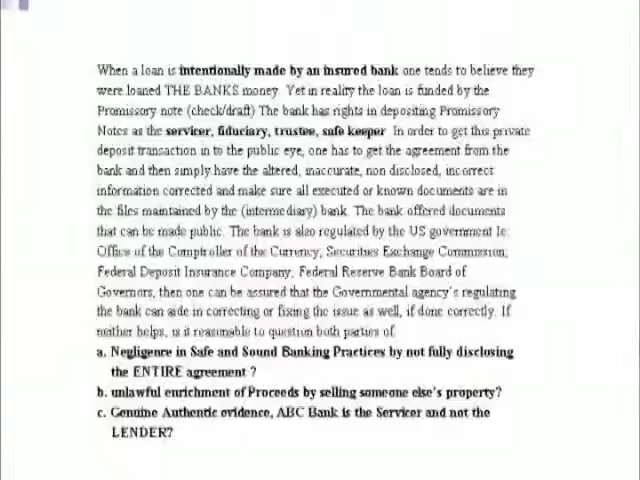 When a loan is intentionally made by an insured bank one tends to believe they
were loaned THE BANKS money. Yet in reality the loan is funded by the
Promissory note (check/draft) The bank has rights in depositing Promissory
Notes as the servicer, fiduciary, trustee, safe keeper In order to get this private
deposit transaction in to the public eye, one has to get the agreement from the
bank and then simply have the altered, inaccurate, non disclosed, incorrect
information corrected and make sure all executed or known documents are in
the files maintained by the (intermediary) bank. The bank offered documents
that can be made public. The bank is also regulated by the US government Ie:
Office of the Comptroller of the Currency, Securities Exchange Commission,
Federal Deposit Insurance Company, Federal Reserve Bank Board of
Governors, then one can be assured that the Governmental agency's regulating
the bank can aide in correcting or fixing the issue as well, if done correctly. If
neither helps, is it reasonable to question both parties of
a. Negligence in Safe and Sound Banking Practices by not fully disclosing
the ENTIRE agreement ?
b. unlawful enrichment of Proceeds by selling someone else's property?
c. Genuine Authentic evidence, ABC Bank is the Servicer and not the
LENDER?